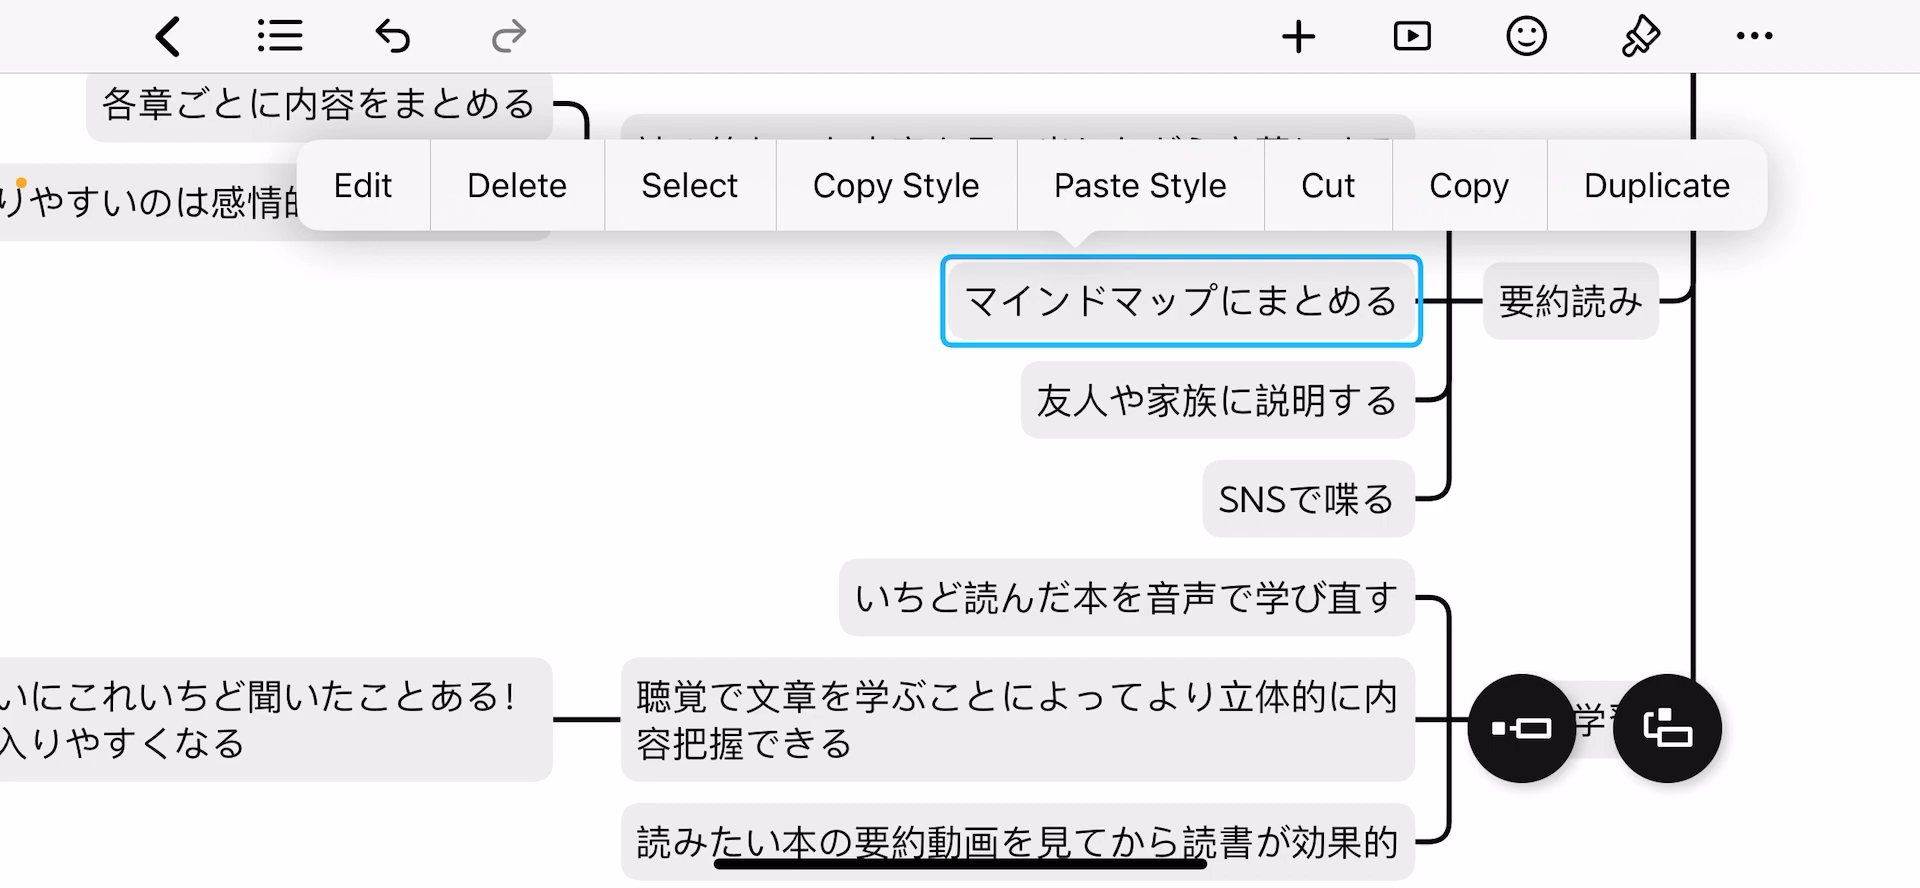 各章ごとに内容をまとめる
りやすいのは感情的
Edit
Delete
Select
Copy Style
Paste Style
Cut
Copy
Duplicate
マインドマップにまとめる
要約読み
友人や家族に説明する
SNSで喋る
いちど読んだ本を音声で学び直す
いにこれいちど聞いたことある！
入りやすくなる
聴覚で文章を学ぶことによってより立体的に内
容把握できる
学
読みたい本の要約動画を見てから読書が効果的